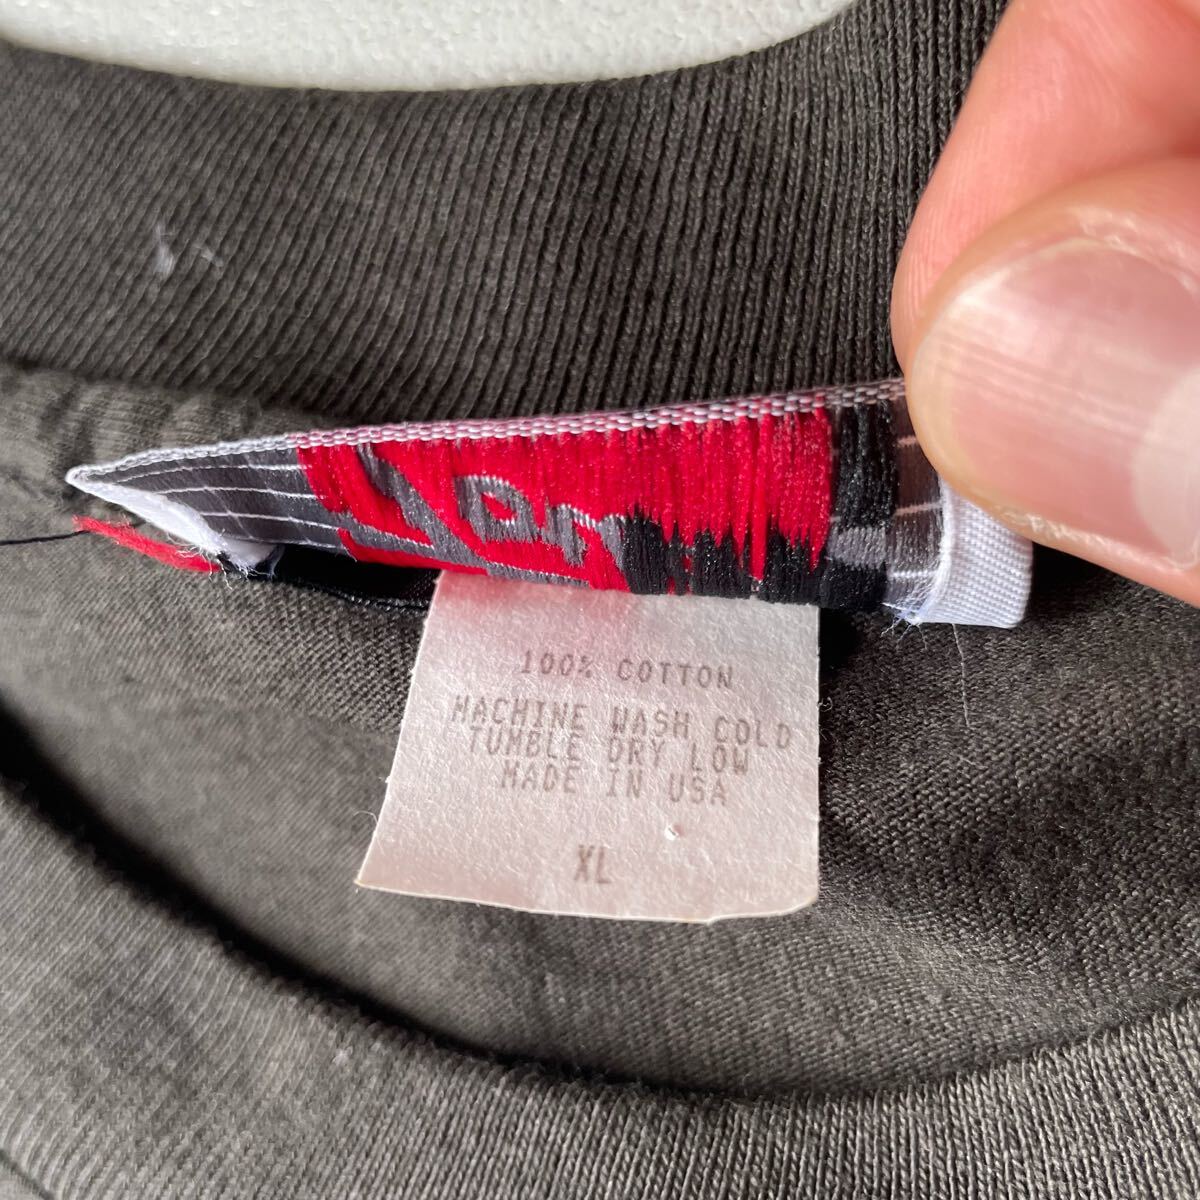 100% COTTON
MACHINE WASH COLD
TUMBLE DRY LOW
MADE IN USA
XL